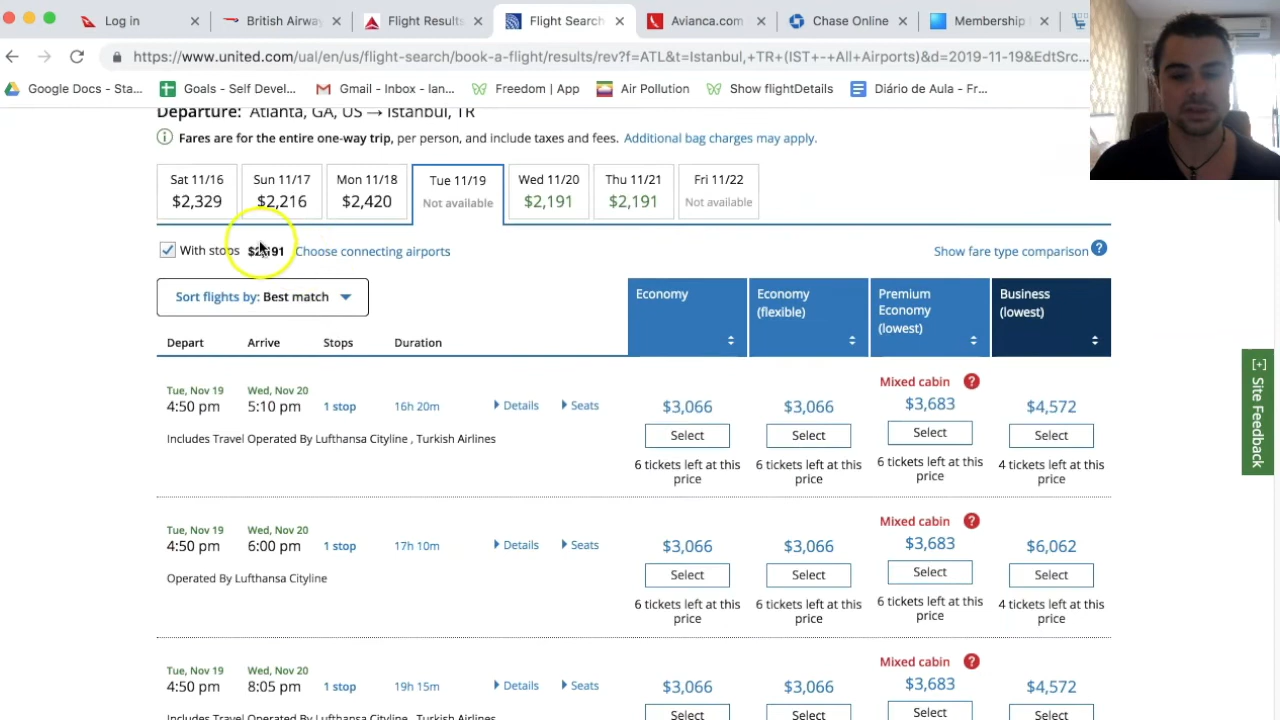 Log in
British Airway
Flight Results
Flight Search
Avianca.com
Chase Online
Membership
https://www.united.com/ual/en/us/flight-search/book-a-flight/results/rev?f=ATL&t=Istanbul,+TR+(IST+-+All+Airports)&d=2019-11-19&EdtSrc...
Google Docs - Sta...
Goals - Self Devel...
Gmail - Inbox - Ian...
Freedom | App
Air Pollution
Show flightDetails
Diário de Aula - Fr...
Departure: Atlanta, GA, US → Istanbul, TR
Fares are for the entire one-way trip, per person, and include taxes and fees. Additional bag charges may apply.
Sat 11/16 Sun 11/17 Mon 11/18 Tue 11/19 Wed 11/20 Thu 11/21 Fri 11/22
$2,329 $2,216 $2,420 Not available $2,191 $2,191 Not available
With stops Choose connecting airports Show fare type comparison ?
Sort flights by: Best match
Economy
Economy
(flexible)
Premium
Economy
(lowest)
Business
(lowest)
Depart Arrive Stops Duration
Tue, Nov 19 Wed, Nov 20 Mixed cabin ?
4:50 pm 5:10 pm 1 stop 16h 20m Details Seats $3,066 $3,066 $3,683 $4,572
Select Select Select Select
Includes Travel Operated By Lufthansa Cityline , Turkish Airlines
6 tickets left at this price
6 tickets left at this price
6 tickets left at this price
4 tickets left at this price
Tue, Nov 19 Wed, Nov 20 Mixed cabin ?
4:50 pm 6:00 pm 1 stop 17h 10m Details Seats $3,066 $3,066 $3,683 $6,062
Select Select Select Select
Operated By Lufthansa Cityline
6 tickets left at this price
6 tickets left at this price
6 tickets left at this price
4 tickets left at this price
Tue, Nov 19 Wed, Nov 20 Mixed cabin ?
4:50 pm 8:05 pm 1 stop 19h 15m Details Seats $3,066 $3,066 $3,683 $4,572
Select Select Select Select
Includes Travel Operated By Lufthansa Cityline , Turkish Airlines
[+] Site Feedback